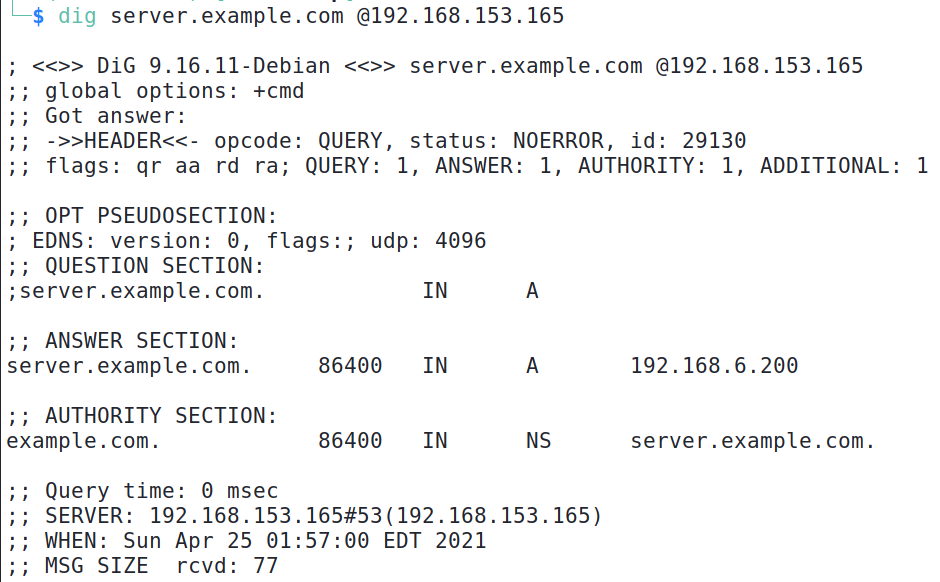 └─$ dig server.example.com @192.168.153.165

; <<>> DiG 9.16.11-Debian <<>> server.example.com @192.168.153.165
;; global options: +cmd
;; Got answer:
;; ->>HEADER<<- opcode: QUERY, status: NOERROR, id: 29130
;; flags: qr aa rd ra; QUERY: 1, ANSWER: 1, AUTHORITY: 1, ADDITIONAL: 1

;; OPT PSEUDOSECTION:
; EDNS: version: 0, flags:; udp: 4096
;; QUESTION SECTION:
;server.example.com.            IN      A

;; ANSWER SECTION:
server.example.com.     86400   IN      A       192.168.6.200

;; AUTHORITY SECTION:
example.com.            86400   IN      NS      server.example.com.

;; Query time: 0 msec
;; SERVER: 192.168.153.165#53(192.168.153.165)
;; WHEN: Sun Apr 25 01:57:00 EDT 2021
;; MSG SIZE  rcvd: 77